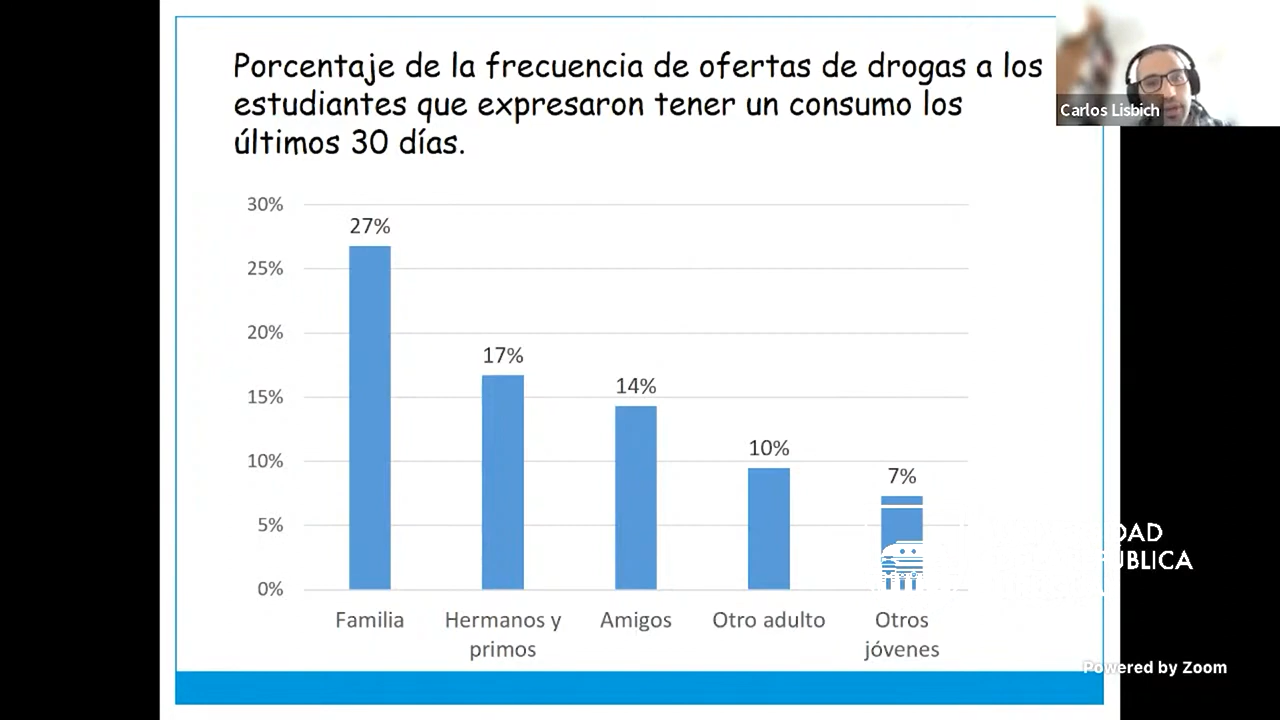 Porcentaje de la frecuencia de ofertas de drogas a los
estudiantes que expresaron tener un consumo los
últimos 30 días.
Carlos Lisbich
30%
27%
25%
20%
17%
15%
14%
10%
10%
7%
5%
0%
Familia
Hermanos y
primos
Amigos
Otro adulto
Otros
jóvenes
Powered by Zoom